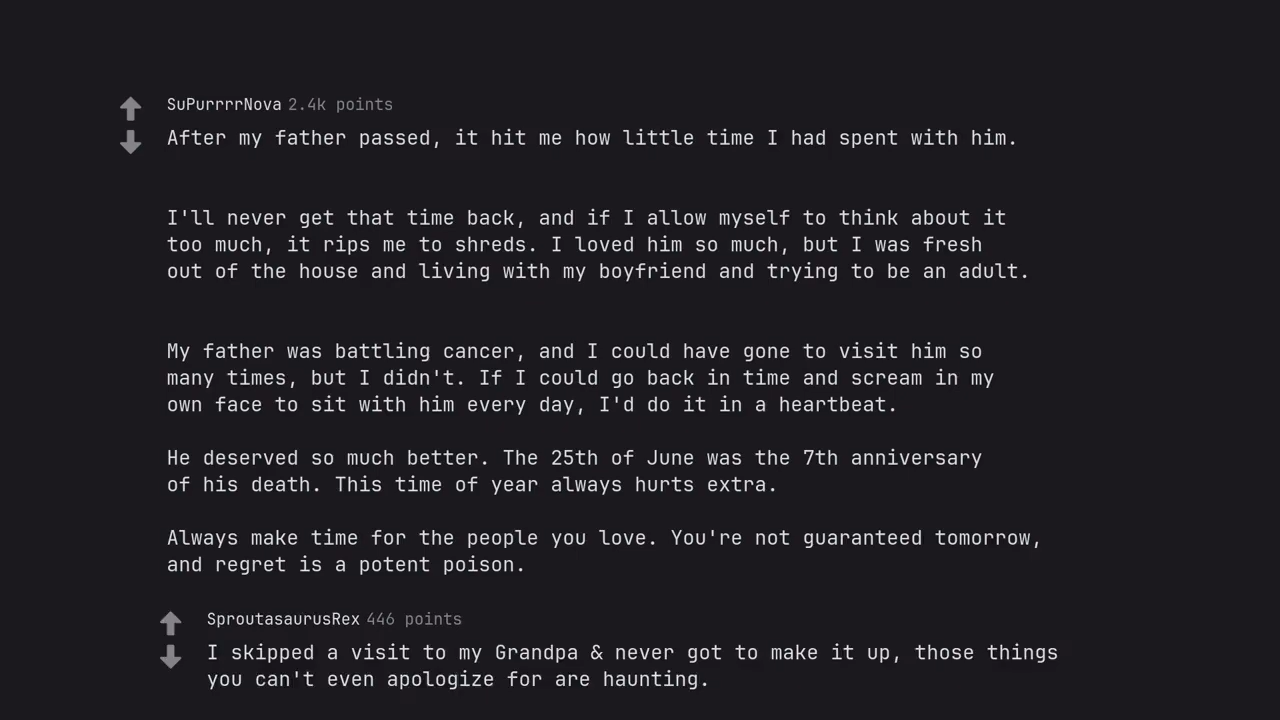 SuPurrrrNova 2.4k points
After my father passed, it hit me how little time I had spent with him.
I'll never get that time back, and if I allow myself to think about it
too much, it rips me to shreds. I loved him so much, but I was fresh
out of the house and living with my boyfriend and trying to be an adult.
My father was battling cancer, and I could have gone to visit him so
many times, but I didn't. If I could go back in time and scream in my
own face to sit with him every day, I'd do it in a heartbeat.
He deserved so much better. The 25th of June was the 7th anniversary
of his death. This time of year always hurts extra.
Always make time for the people you love. You're not guaranteed tomorrow,
and regret is a potent poison.
SproutasaurusRex 446 points
I skipped a visit to my Grandpa & never got to make it up, those things
you can't even apologize for are haunting.